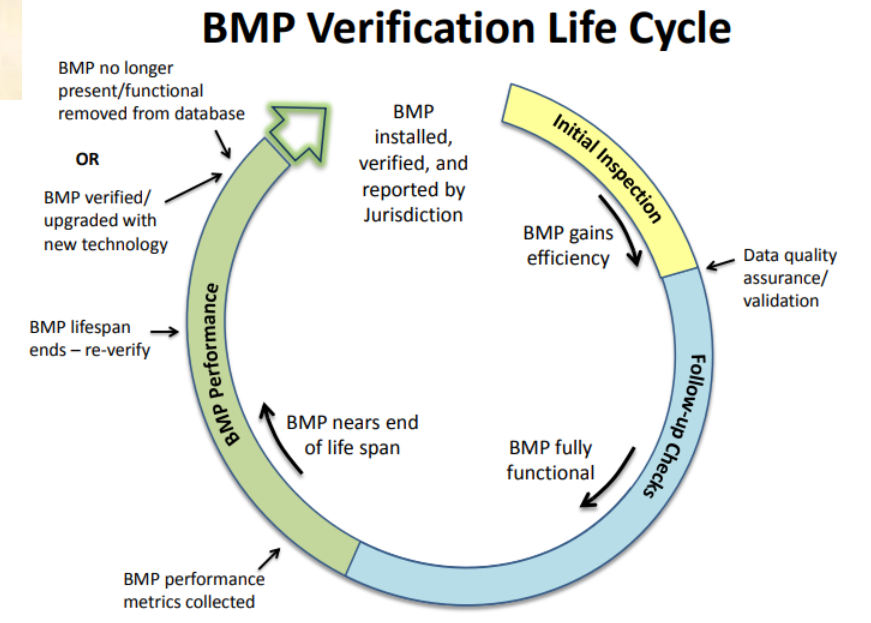 BMP Verification Life Cycle
BMP no longer
present/functional
removed from database
OR
BMP verified/
upgraded with
new technology
BMP lifespan
ends – re-verify
BMP performance
metrics collected
BMP
installed,
verified, and
reported by
Jurisdiction
Initial Inspection
BMP gains
efficiency
Data quality
assurance/
validation
Follow-up Checks
BMP fully
functional
BMP nears end
of life span
BMP Performance